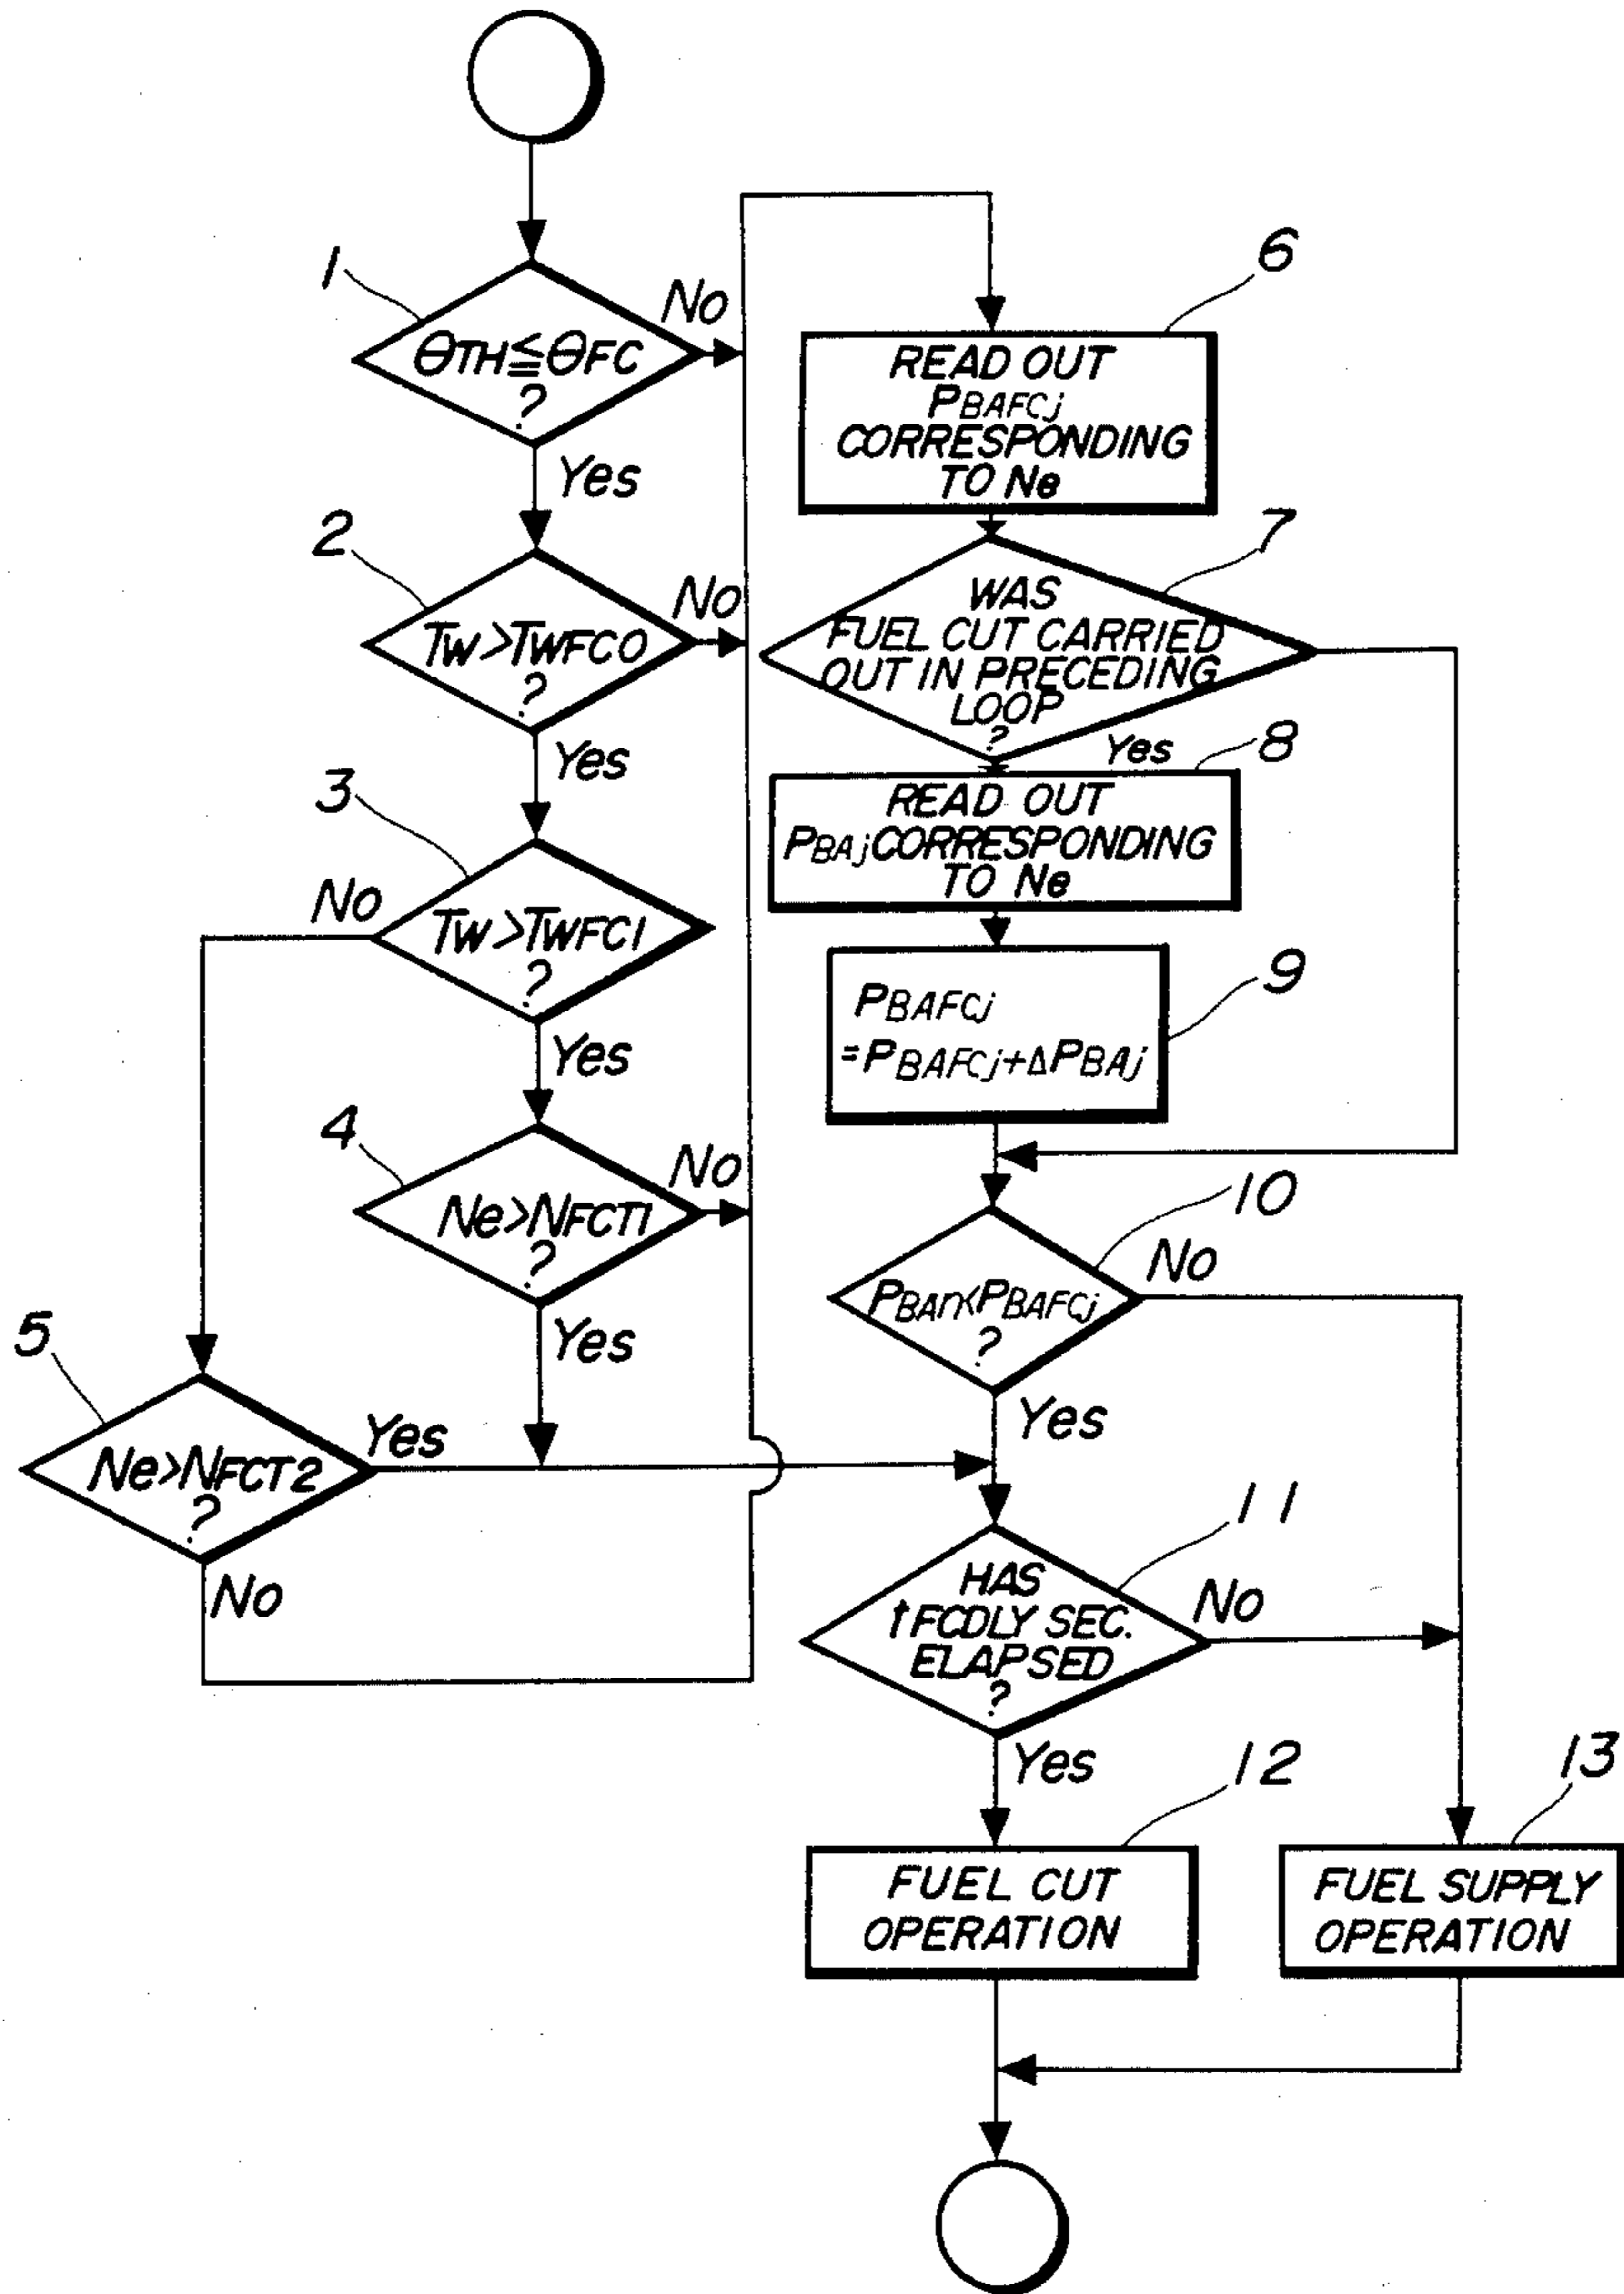 1
θTH≦θFC
?
No
Yes
2
TW>TWFC0
?
No
Yes
3
TW>TWFC1
?
No
Yes
4
Ne>NFCT1
?
No
Yes
5
Ne>NFCT2
?
Yes
No
6
READ OUT
PBAFCj
CORRESPONDING
TO Ne
7
WAS
FUEL CUT CARRIED
OUT IN PRECEDING
LOOP
?
Yes
8
READ OUT
PBAj CORRESPONDING
TO Ne
9
PBAFCj
=PBAFCj+ΔPBAj
10
PBAn<PBAFCj
?
No
Yes
11
HAS
tFCDLY SEC.
ELAPSED
?
No
Yes
12
FUEL CUT
OPERATION
13
FUEL SUPPLY
OPERATION